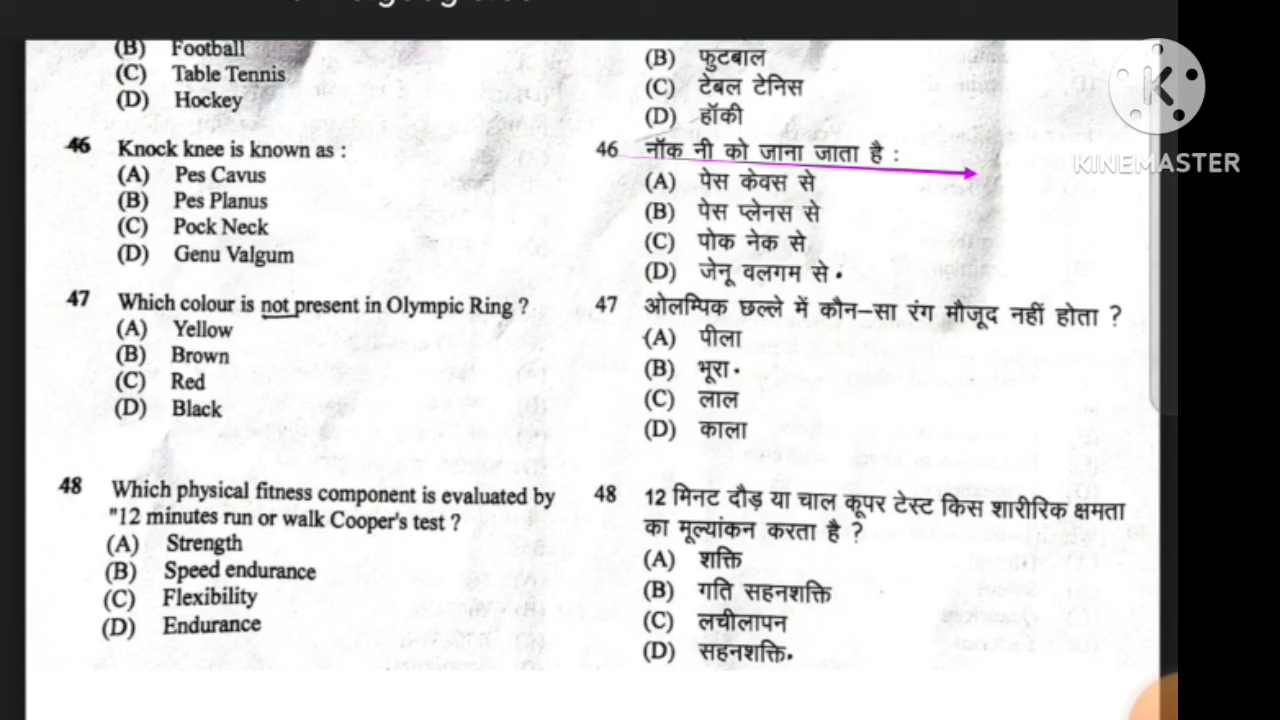 (B) Football
(C) Table Tennis
(D) Hockey
46 Knock knee is known as :
(A) Pes Cavus
(B) Pes Planus
(C) Pock Neck
(D) Genu Valgum
47 Which colour is not present in Olympic Ring ?
(A) Yellow
(B) Brown
(C) Red
(D) Black
48 Which physical fitness component is evaluated by
"12 minutes run or walk Cooper's test ?
(A) Strength
(B) Speed endurance
(C) Flexibility
(D) Endurance
(B) फुटबाल
(C) टेबल टेनिस
(D) हॉकी
46 नॉक नी को जाना जाता है :
(A) पेस केवस से
(B) पेस प्लेनस से
(C) पोक नेक से
(D) जेनू वलगम से
47 ओलम्पिक छल्ले में कौन-सा रंग मौजूद नहीं होता ?
(A) पीला
(B) भूरा
(C) लाल
(D) काला
48 12 मिनट दौड़ या चाल कूपर टेस्ट किस शारीरिक क्षमता
का मूल्यांकन करता है ?
(A) शक्ति
(B) गति सहनशक्ति
(C) लचीलापन
(D) सहनशक्ति
K
KINEMASTER